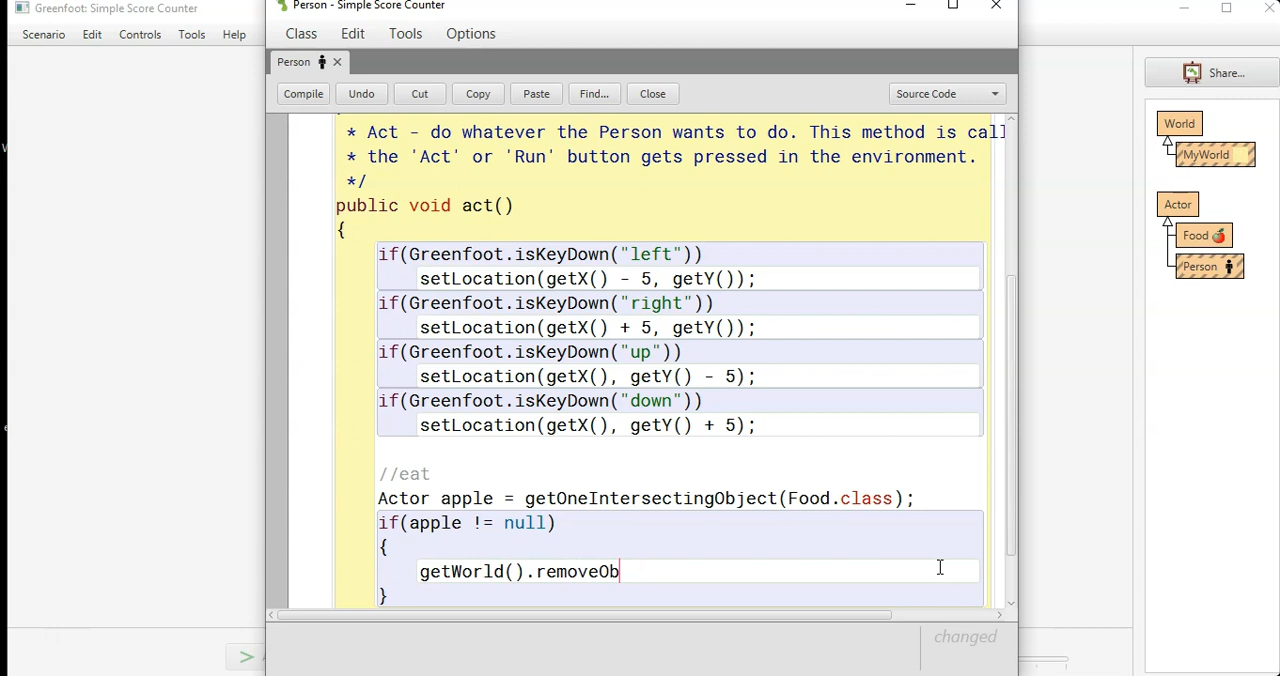 Greenfoot: Simple Score Counter
Scenario Edit Controls Tools Help
Person - Simple Score Counter
Class Edit Tools Options
Person
Compile Undo Cut Copy Paste Find... Close Source Code
* Act - do whatever the Person wants to do. This method is call
* the 'Act' or 'Run' button gets pressed in the environment.
*/
public void act()
{
if(Greenfoot.isKeyDown("left"))
setLocation(getX() - 5, getY());
if(Greenfoot.isKeyDown("right"))
setLocation(getX() + 5, getY());
if(Greenfoot.isKeyDown("up"))
setLocation(getX(), getY() - 5);
if(Greenfoot.isKeyDown("down"))
setLocation(getX(), getY() + 5);
//eat
Actor apple = getOneIntersectingObject(Food.class);
if(apple != null)
{
getWorld().removeOb
}
changed
Share...
World
MyWorld
Actor
Food
Person